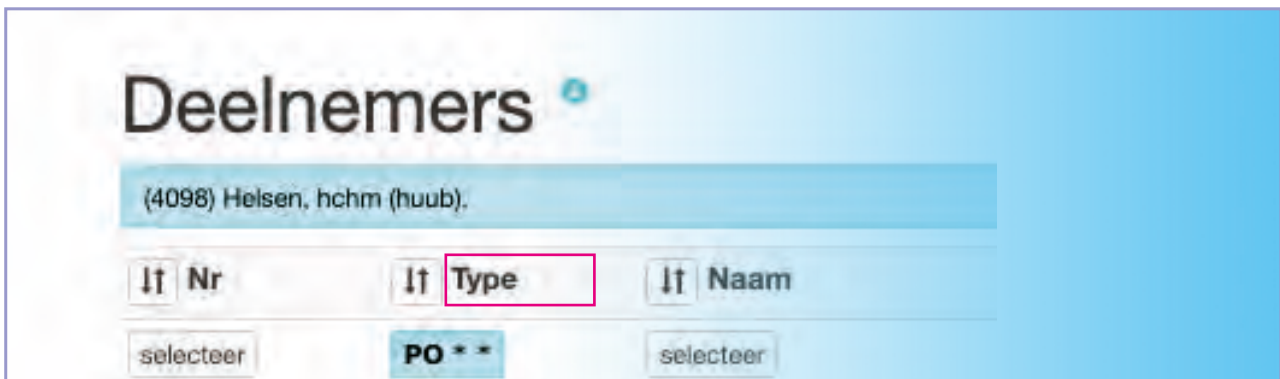 Deelnemers
(4098) Helsen, hchm (huub).
Nr Type Naam
selecteer PO * * selecteer